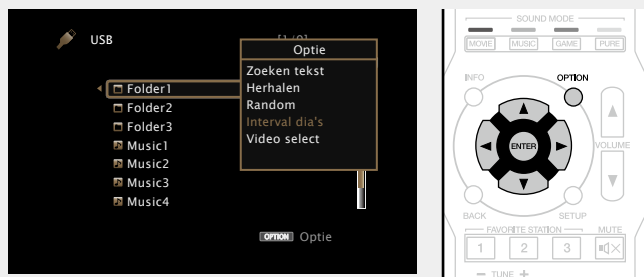 USB
[1/9]
Optie
Zoeken tekst
Herhalen
Random
Interval dia's
Video select
Folder1
Folder2
Folder3
Music1
Music2
Music3
Music4
OPTION Optie
SOUND MODE
MOVIE MUSIC GAME PURE
INFO OPTION
ENTER
VOLUME
BACK SETUP
FAVORITE STATION MUTE
1 2 3
− TUNE +